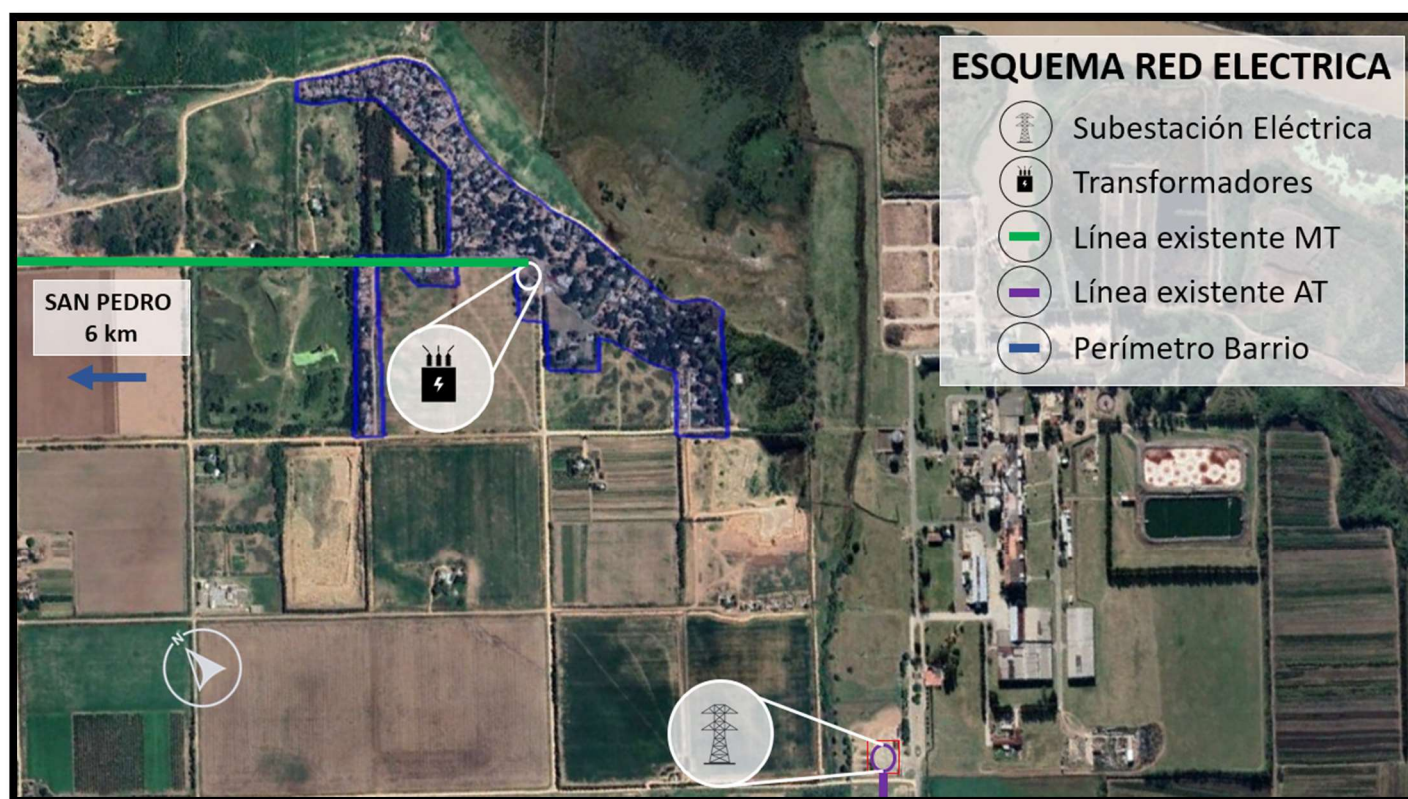 ESQUEMA RED ELECTRICA
Subestación Eléctrica
Transformadores
Línea existente MT
Línea existente AT
Perímetro Barrio
SAN PEDRO
6 km
N